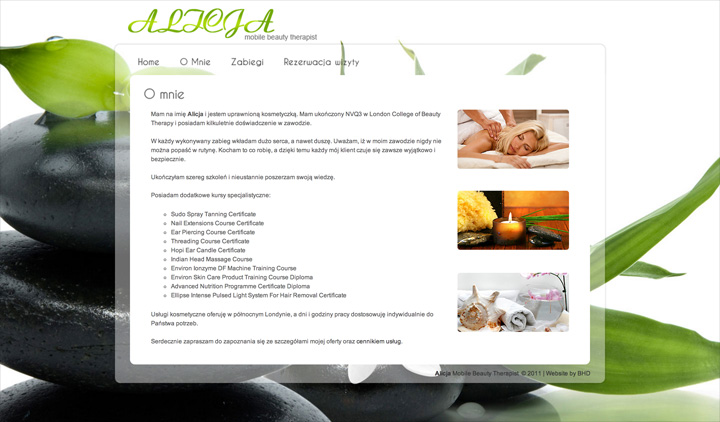 ALICJA
mobile beauty therapist
Home O Mnie Zabiegi Rezerwacja wizyty
O mnie
Mam na imię Alicja i jestem uprawnioną kosmetyczką. Mam ukończony NVQ3 w London College of Beauty
Therapy i posiadam kilkuletnie doświadczenie w zawodzie.
W każdy wykonywany zabieg wkładam dużo serca, a nawet duszę. Uważam, iż w moim zawodzie nigdy nie
można popaść w rutynę. Kocham to co robię, a dzięki temu każdy mój klient czuje się zawsze wyjątkowo i
bezpiecznie.
Ukończyłam szereg szkoleń i nieustannie poszerzam swoją wiedzę.
Posiadam dodatkowe kursy specjalistyczne:
Sudo Spray Tanning Certificate
Nail Extensions Course Certificate
Ear Piercing Course Certificate
Threading Course Certificate
Hopi Ear Candle Certificate
Indian Head Massage Course
Environ Ionzyme DF Machine Training Course
Environ Skin Care Product Training Course Diploma
Advanced Nutrition Programme Certificate Diploma
Ellipse Intense Pulsed Light System For Hair Removal Certificate
Usługi kosmetyczne oferuję w północnym Londynie, a dni i godziny pracy dostosowuję indywidualnie do
Państwa potrzeb.
Serdecznie zapraszam do zapoznania się ze szczegółami mojej oferty oraz cennikiem usług.
Alicja Mobile Beauty Therapist, © 2011 | Website by BHD